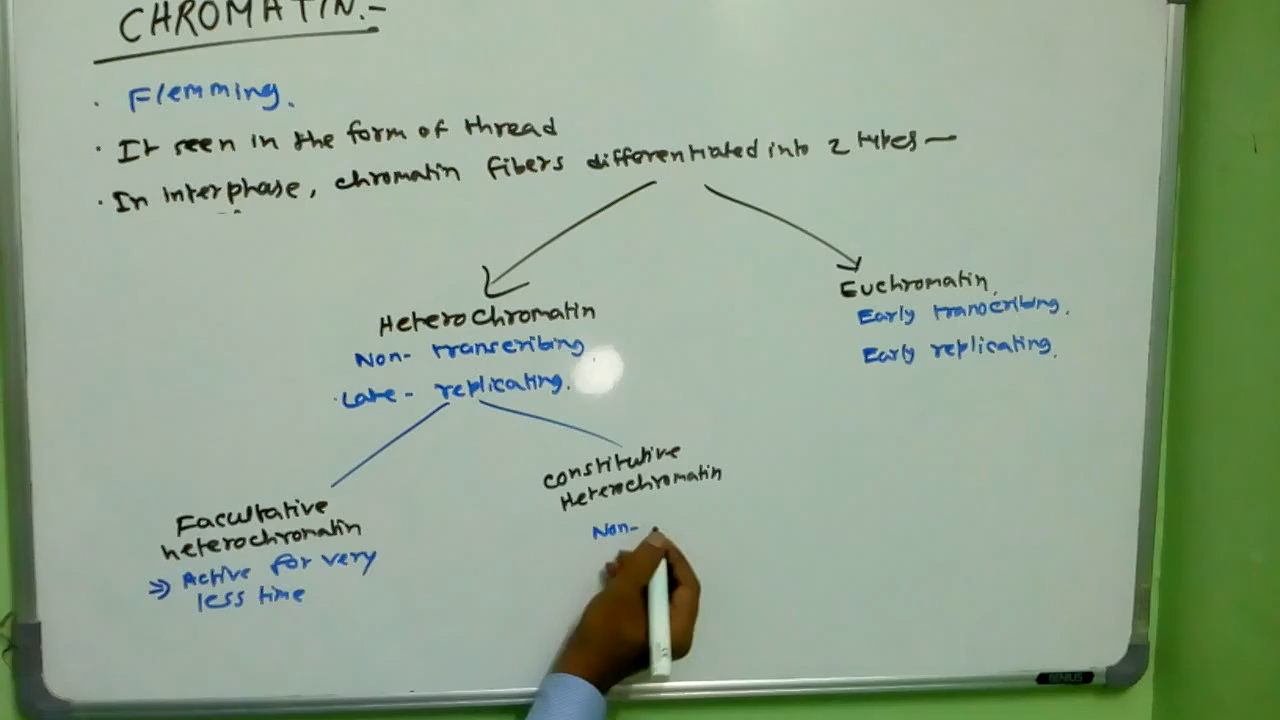 CHROMATIN:-
· Flemming.
· It seen in the form of thread
· In interphase, chromatin fibers differentiated into 2 types —
Heterochromatin
Non- transcribing.
Late - replicating.
Euchromatin.
Early transcribing.
Early replicating.
Facultative
heterochromatin
⇒ Active for very
less time
constitutive
Heterochromatin
Non-
GENIUS